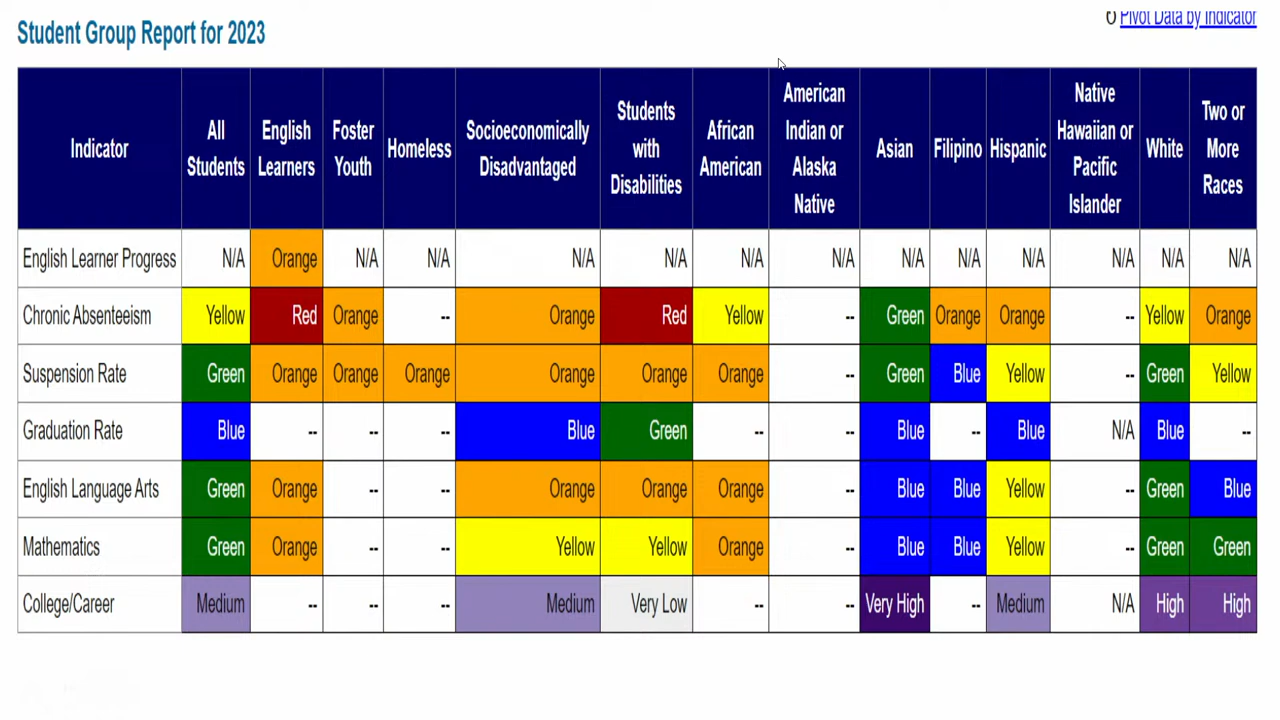 Pivot Data by Indicator
Student Group Report for 2023
Indicator All Students English Learners Foster Youth Homeless Socioeconomically Disadvantaged Students with Disabilities African American American Indian or Alaska Native Asian Filipino Hispanic Native Hawaiian or Pacific Islander White Two or More Races
English Learner Progress N/A Orange N/A N/A N/A N/A N/A N/A N/A N/A N/A N/A N/A N/A
Chronic Absenteeism Yellow Red Orange -- Orange Red Yellow -- Green Orange Orange -- Yellow Orange
Suspension Rate Green Orange Orange Orange Orange Orange Orange -- Green Blue Yellow -- Green Yellow
Graduation Rate Blue -- -- -- Blue Green -- -- Blue -- Blue N/A Blue --
English Language Arts Green Orange -- -- Orange Orange Orange -- Blue Blue Yellow -- Green Blue
Mathematics Green Orange -- -- Yellow Yellow Orange -- Blue Blue Yellow -- Green Green
College/Career Medium -- -- -- Medium Very Low -- -- Very High -- Medium N/A High High